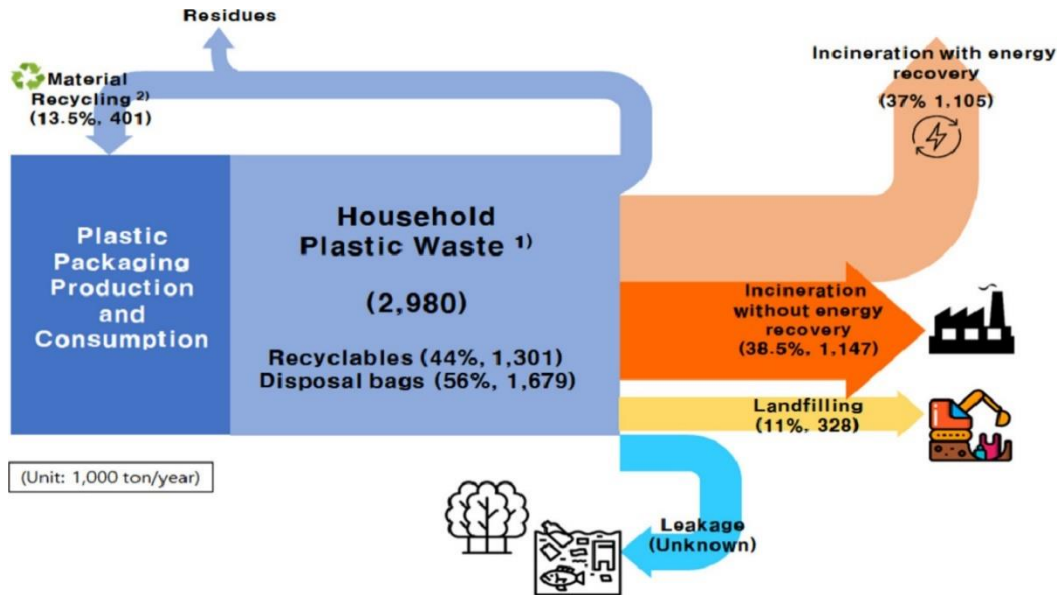 Residues
Material
Recycling 2)
(13.5%, 401)
Incineration with energy
recovery
(37% 1,105)
Plastic
Packaging
Production
and
Consumption
Household
Plastic Waste 1)
(2,980)
Recyclables (44%, 1,301)
Disposal bags (56%, 1,679)
Incineration
without energy
recovery
(38.5%, 1,147)
Landfilling
(11%, 328)
(Unit: 1,000 ton/year)
Leakage
(Unknown)